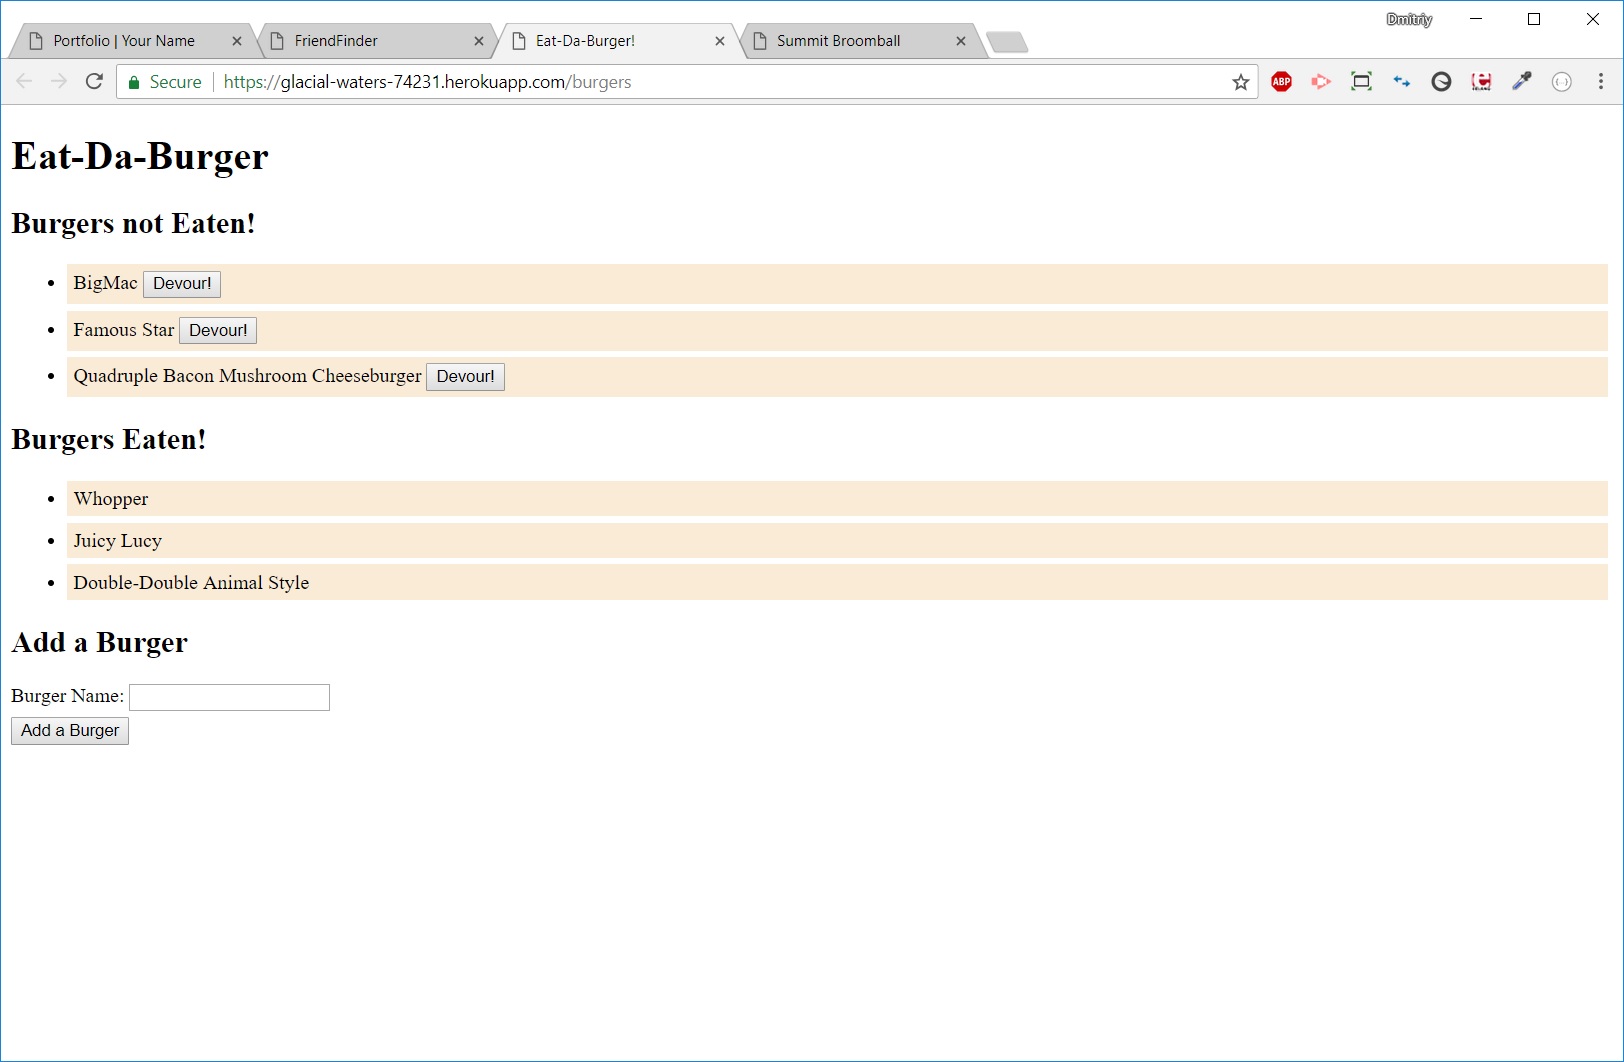 Dmitriy
Portfolio | Your Name
FriendFinder
Eat-Da-Burger!
Summit Broomball
Secure
https://glacial-waters-74231.herokuapp.com/burgers
ABP
Eat-Da-Burger
Burgers not Eaten!
BigMac Devour!
Famous Star Devour!
Quadruple Bacon Mushroom Cheeseburger Devour!
Burgers Eaten!
Whopper
Juicy Lucy
Double-Double Animal Style
Add a Burger
Burger Name:
Add a Burger